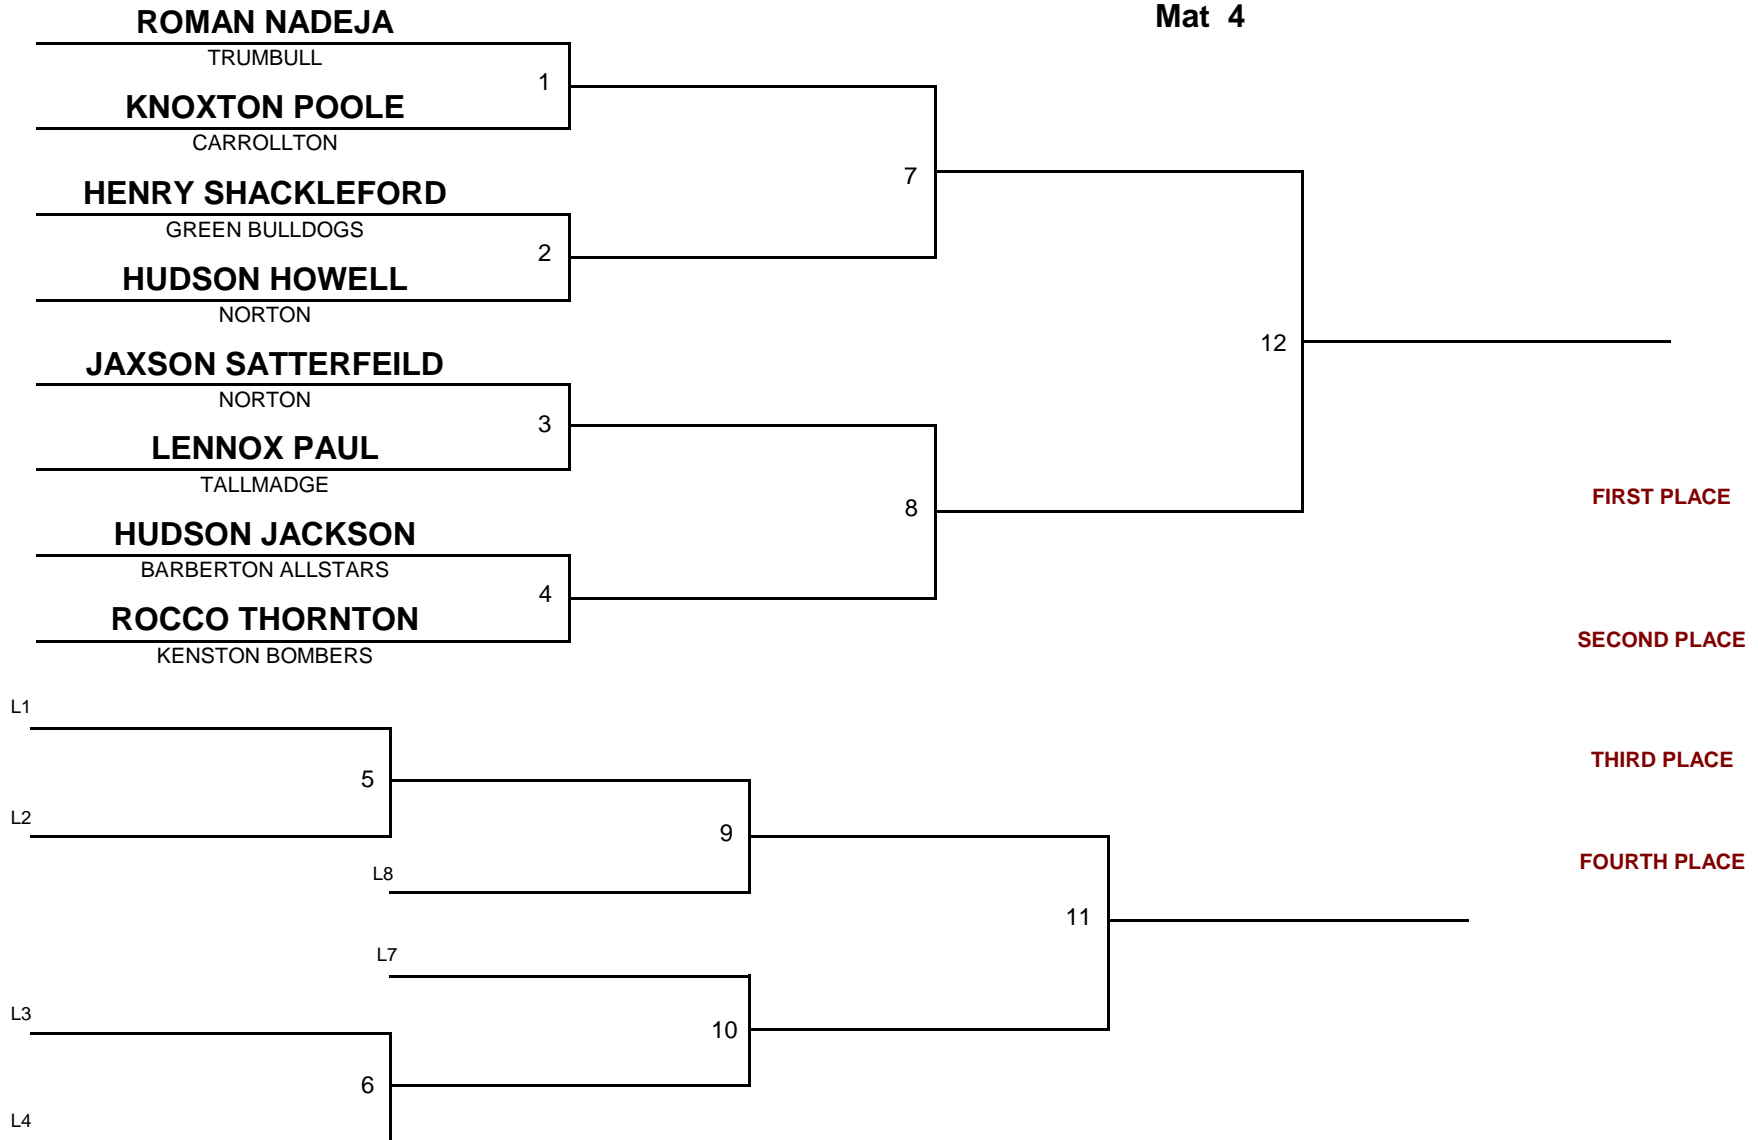 Mat 4
ROMAN NADEJA
TRUMBULL
1
KNOXTON POOLE
CARROLLTON
7
HENRY SHACKLEFORD
GREEN BULLDOGS
2
HUDSON HOWELL
NORTON
12
JAXSON SATTERFEILD
NORTON
3
LENNOX PAUL
TALLMADGE
FIRST PLACE
8
HUDSON JACKSON
BARBERTON ALLSTARS
4
ROCCO THORNTON
SECOND PLACE
KENSTON BOMBERS
L1
THIRD PLACE
5
L2
9
FOURTH PLACE
L8
11
L7
L3
10
6
L4